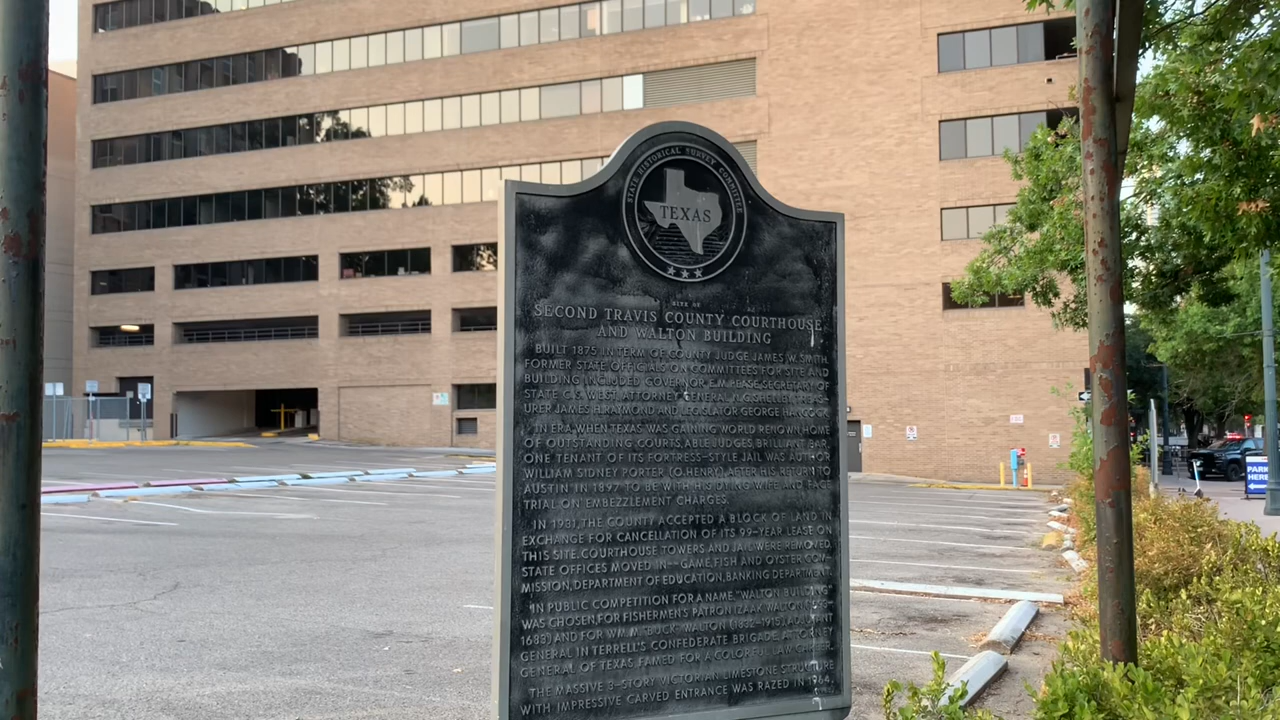 STATE HISTORICAL SURVEY COMMITTEE
TEXAS
SITE OF
SECOND TRAVIS COUNTY COURTHOUSE
AND WALTON BUILDING
BUILT 1875 IN TERM OF COUNTY JUDGE JAMES W. SMITH.
FORMER STATE OFFICIALS ON COMMITTEES FOR SITE AND
BUILDING INCLUDED GOVERNOR E.M. PEASE, SECRETARY OF
STATE C.S. WEST, ATTORNEY GENERAL N.G. SHELLEY, TREAS-
URER JAMES H. RAYMOND AND LEGISLATOR GEORGE HANCOCK.
IN ERA WHEN TEXAS WAS GAINING WORLD RENOWN, HOME
OF OUTSTANDING COURTS, ABLE JUDGES, BRILLIANT BAR.
ONE TENANT OF ITS FORTRESS-STYLE JAIL WAS AUTHOR
WILLIAM SIDNEY PORTER (O. HENRY), AFTER HIS RETURN TO
AUSTIN IN 1897 TO BE WITH HIS DYING WIFE AND FACE
TRIAL ON EMBEZZLEMENT CHARGES.
IN 1931, THE COUNTY ACCEPTED A BLOCK OF LAND IN
EXCHANGE FOR CANCELLATION OF ITS 99-YEAR LEASE ON
THIS SITE. COURTHOUSE TOWERS AND JAIL WERE REMOVED.
STATE OFFICES MOVED IN--GAME, FISH AND OYSTER COM-
MISSION, DEPARTMENT OF EDUCATION, BANKING DEPARTMENT.
IN PUBLIC COMPETITION FOR A NAME, "WALTON BUILDING"
WAS CHOSEN, FOR FISHERMEN'S PATRON IZAAK WALTON (1593-
1683) AND FOR WM. M. "BUCK" WALTON (1832-1915), ADJUTANT
GENERAL IN TERRELL'S CONFEDERATE BRIGADE, ATTORNEY
GENERAL OF TEXAS, FAMED FOR A COLORFUL LAW CAREER.
THE MASSIVE 3-STORY VICTORIAN LIMESTONE STRUCTURE
WITH IMPRESSIVE CARVED ENTRANCE WAS RAZED IN 1964.
PARK
HERE